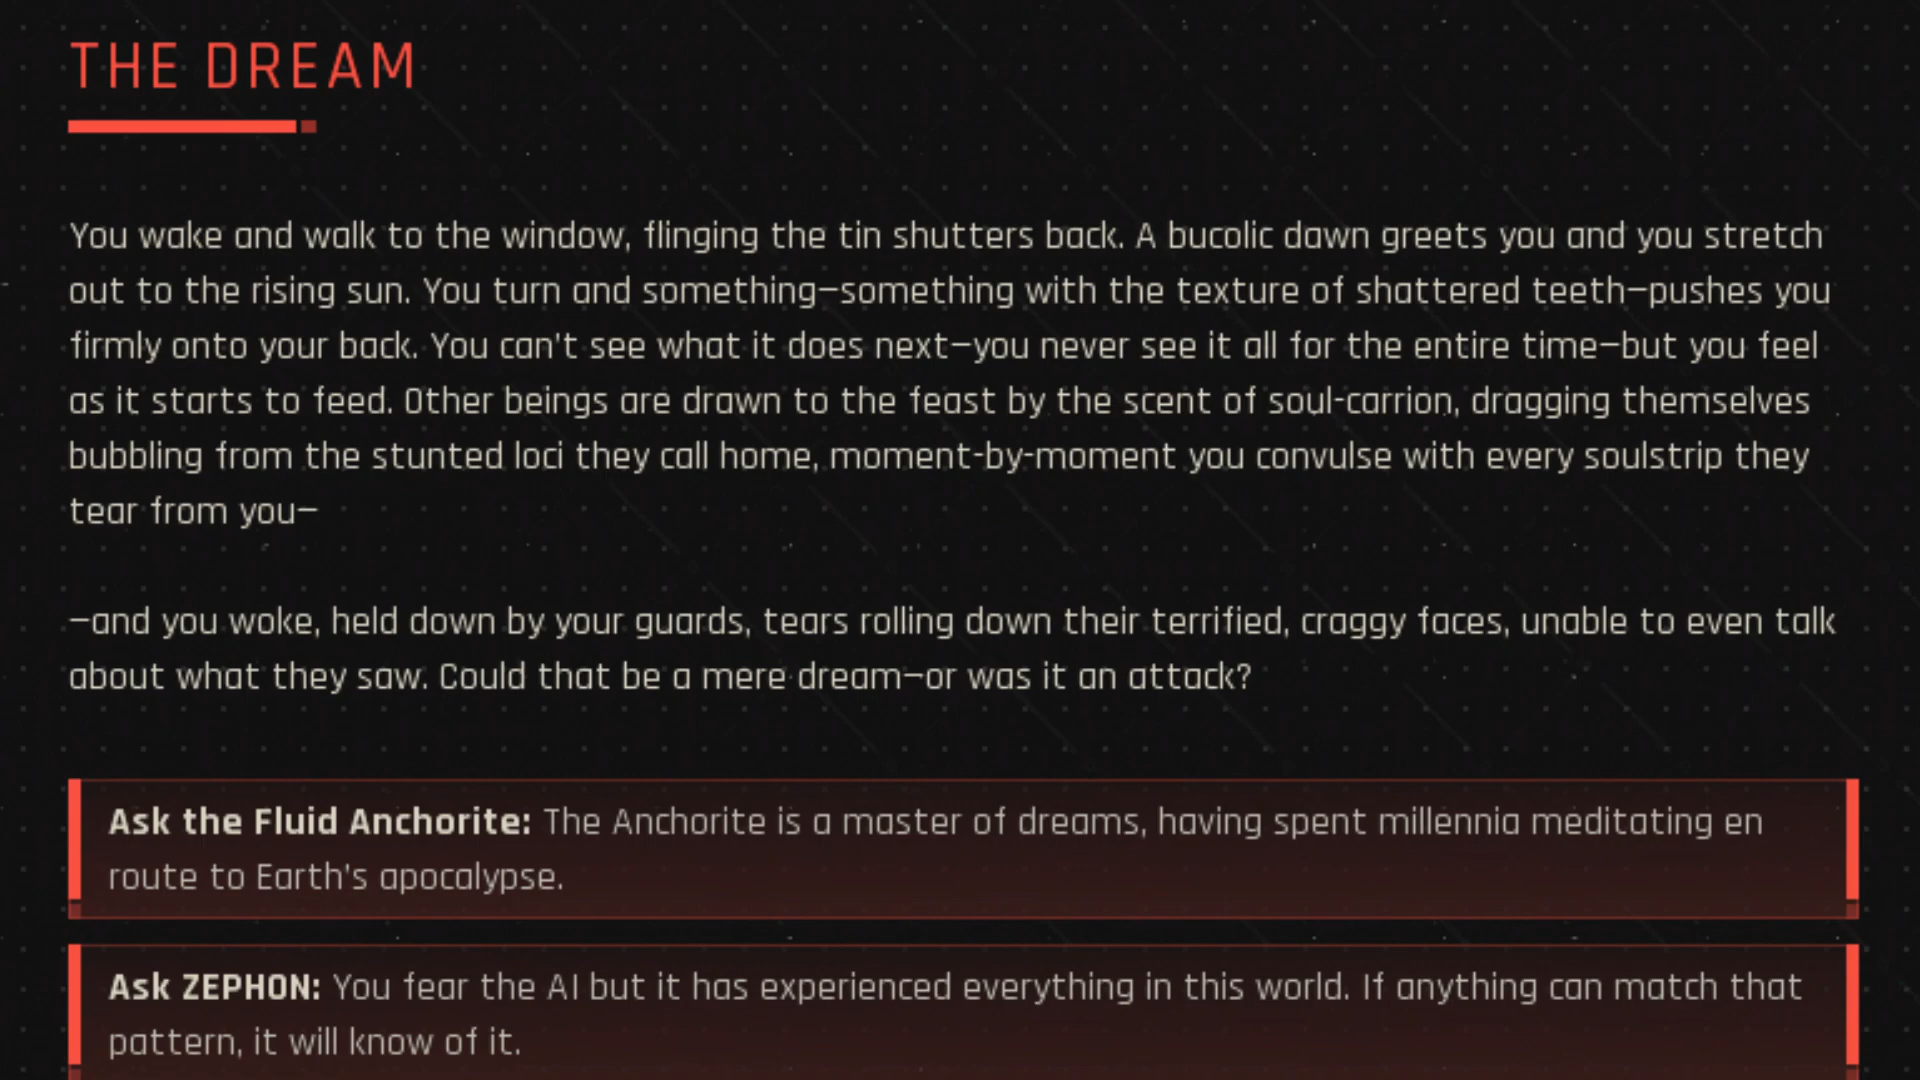 THE DREAM
You wake and walk to the window, flinging the tin shutters back. A bucolic dawn greets you and you stretch
out to the rising sun. You turn and something—something with the texture of shattered teeth—pushes you
firmly onto your back. You can't see what it does next—you never see it all for the entire time—but you feel
as it starts to feed. Other beings are drawn to the feast by the scent of soul-carrion, dragging themselves
bubbling from the stunted loci they call home, moment-by-moment you convulse with every soulstrip they
tear from you—
—and you woke, held down by your guards, tears rolling down their terrified, craggy faces, unable to even talk
about what they saw. Could that be a mere dream—or was it an attack?
Ask the Fluid Anchorite: The Anchorite is a master of dreams, having spent millennia meditating en
route to Earth's apocalypse.
Ask ZEPHON: You fear the AI but it has experienced everything in this world. If anything can match that
pattern, it will know of it.